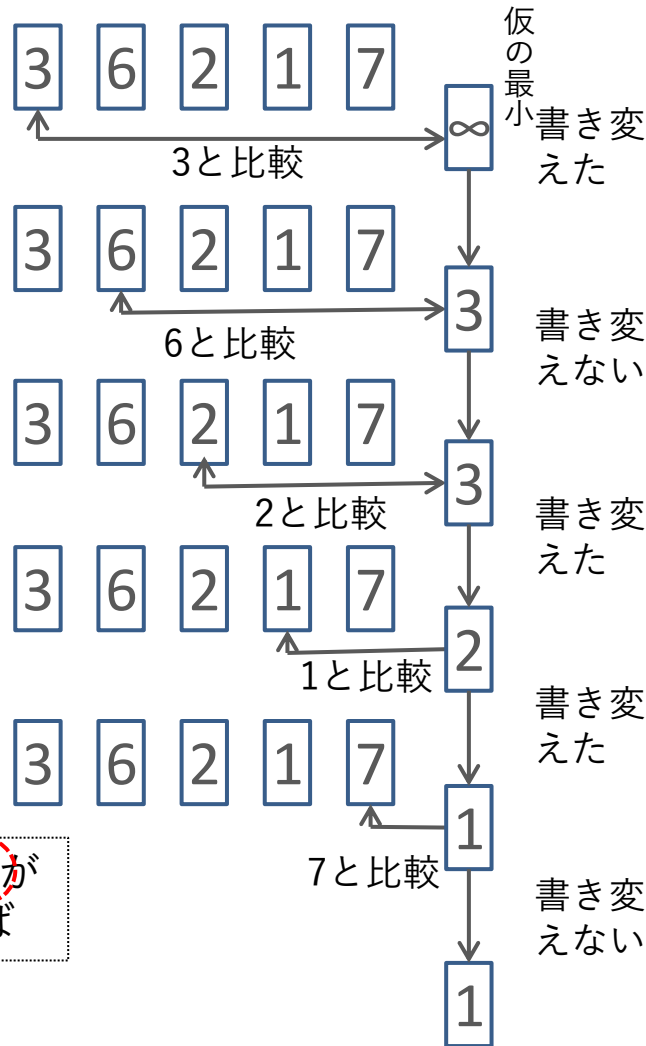 仮の最小
3 6 2 1 7
∞
書き変
えた
3と比較
3 6 2 1 7
3
書き変
えない
6と比較
3 6 2 1 7
3
書き変
えた
2と比較
3 6 2 1 7
2
書き変
えた
1と比較
3 6 2 1 7
1
書き変
えない
7と比較
が
ば
1